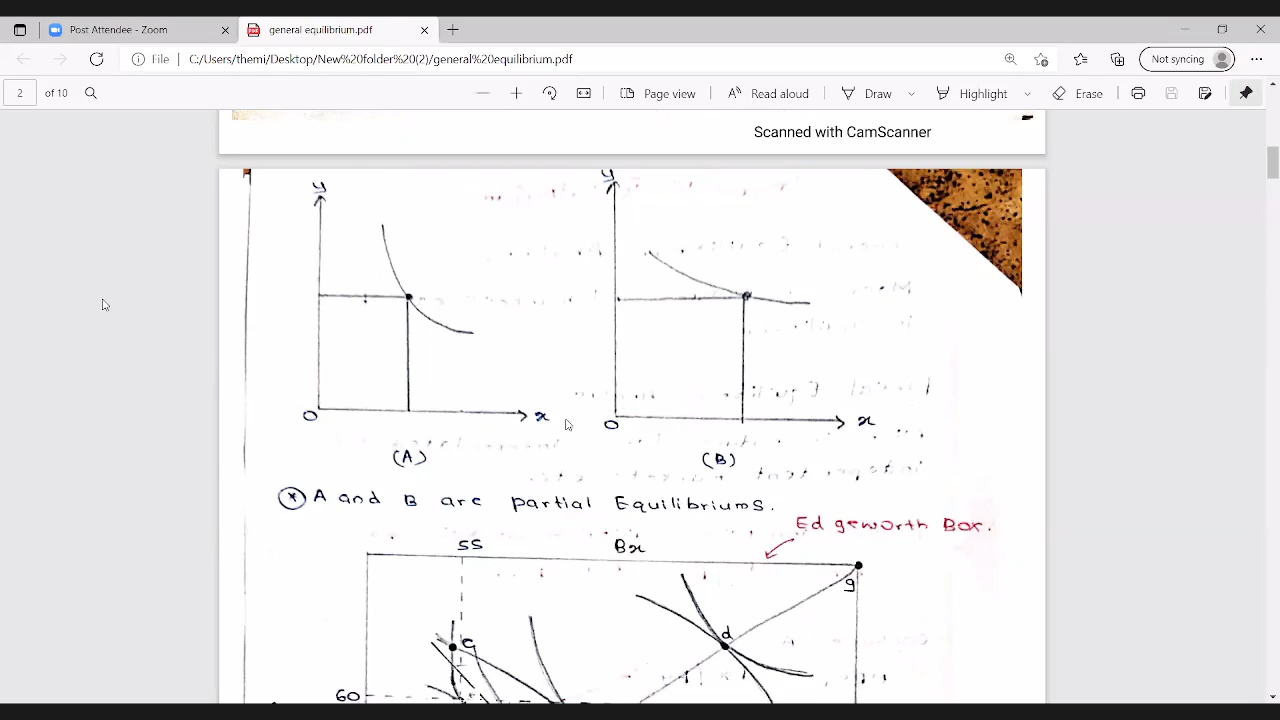 Post Attendee - Zoom
general equilibrium.pdf
File
C:/Users/themi/Desktop/New%20folder%20(2)/general%20equilibrium.pdf
Not syncing
2 of 10
Page view
Read aloud
Draw
Highlight
Erase
Scanned with CamScanner
y y
O x O x
(A) (B)
* A and B are partial Equilibriums.
Edgeworth Box.
Bx
g
d
c
60